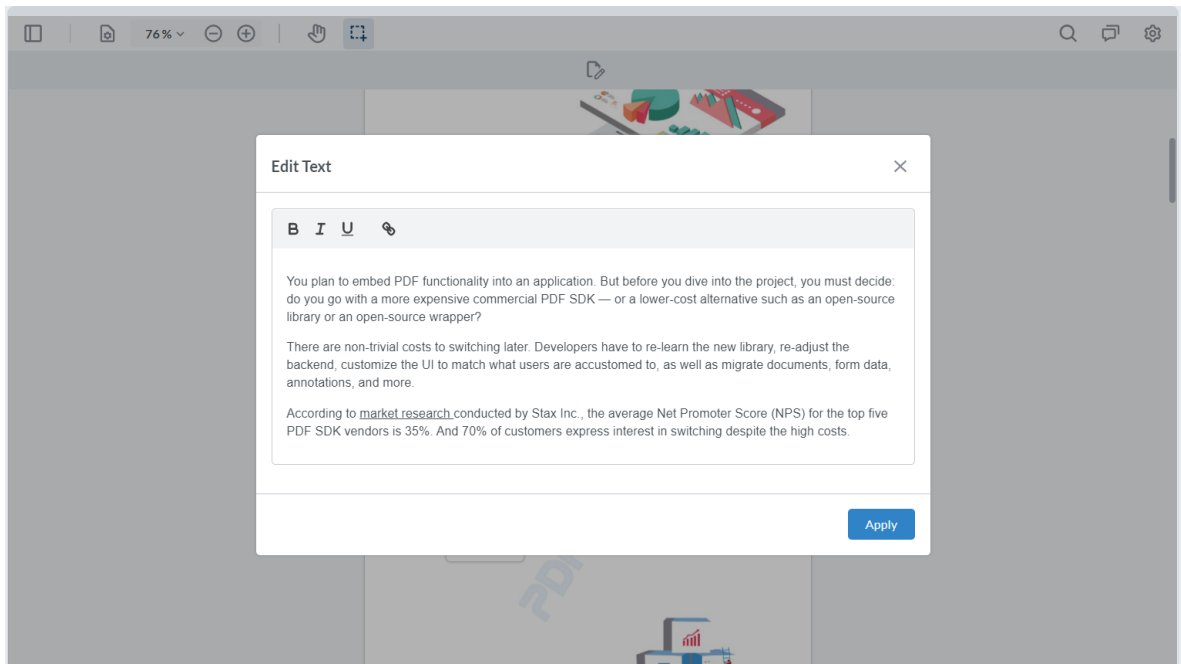 76%
Edit Text
B I U
You plan to embed PDF functionality into an application. But before you dive into the project, you must decide:
do you go with a more expensive commercial PDF SDK — or a lower-cost alternative such as an open-source
library or an open-source wrapper?
There are non-trivial costs to switching later. Developers have to re-learn the new library, re-adjust the
backend, customize the UI to match what users are accustomed to, as well as migrate documents, form data,
annotations, and more.
According to market research conducted by Stax Inc., the average Net Promoter Score (NPS) for the top five
PDF SDK vendors is 35%. And 70% of customers express interest in switching despite the high costs.
Apply
PDF